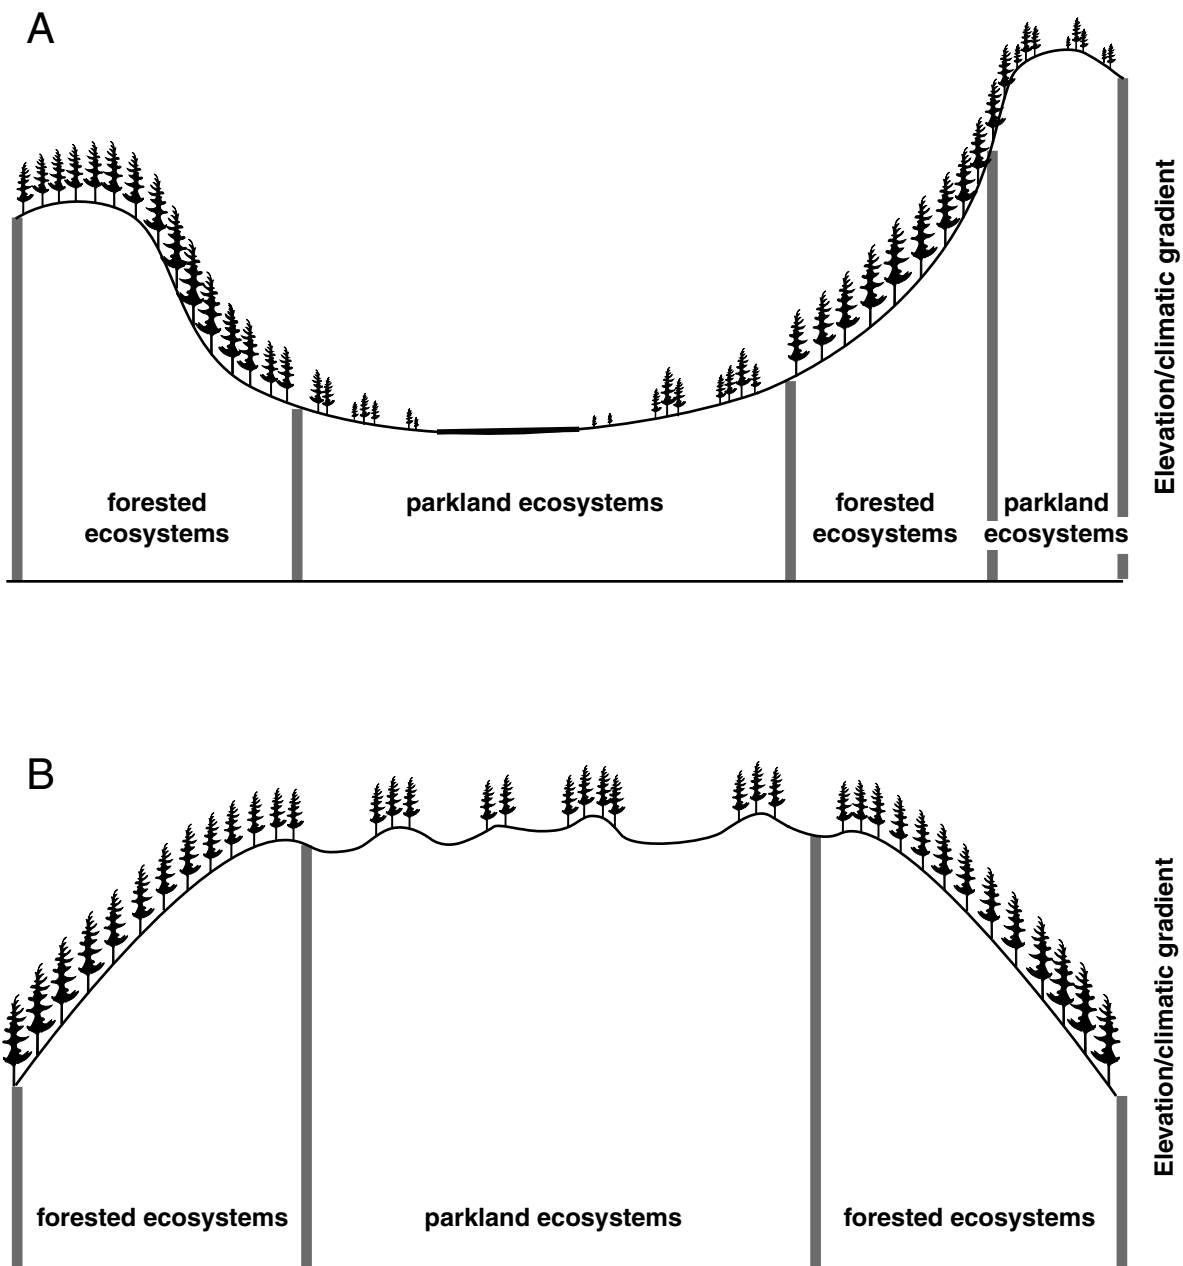 A
Elevation/climatic gradient
forested
ecosystems
parkland ecosystems
forested
ecosystems
parkland
ecosystems
B
Elevation/climatic gradient
forested ecosystems
parkland ecosystems
forested ecosystems